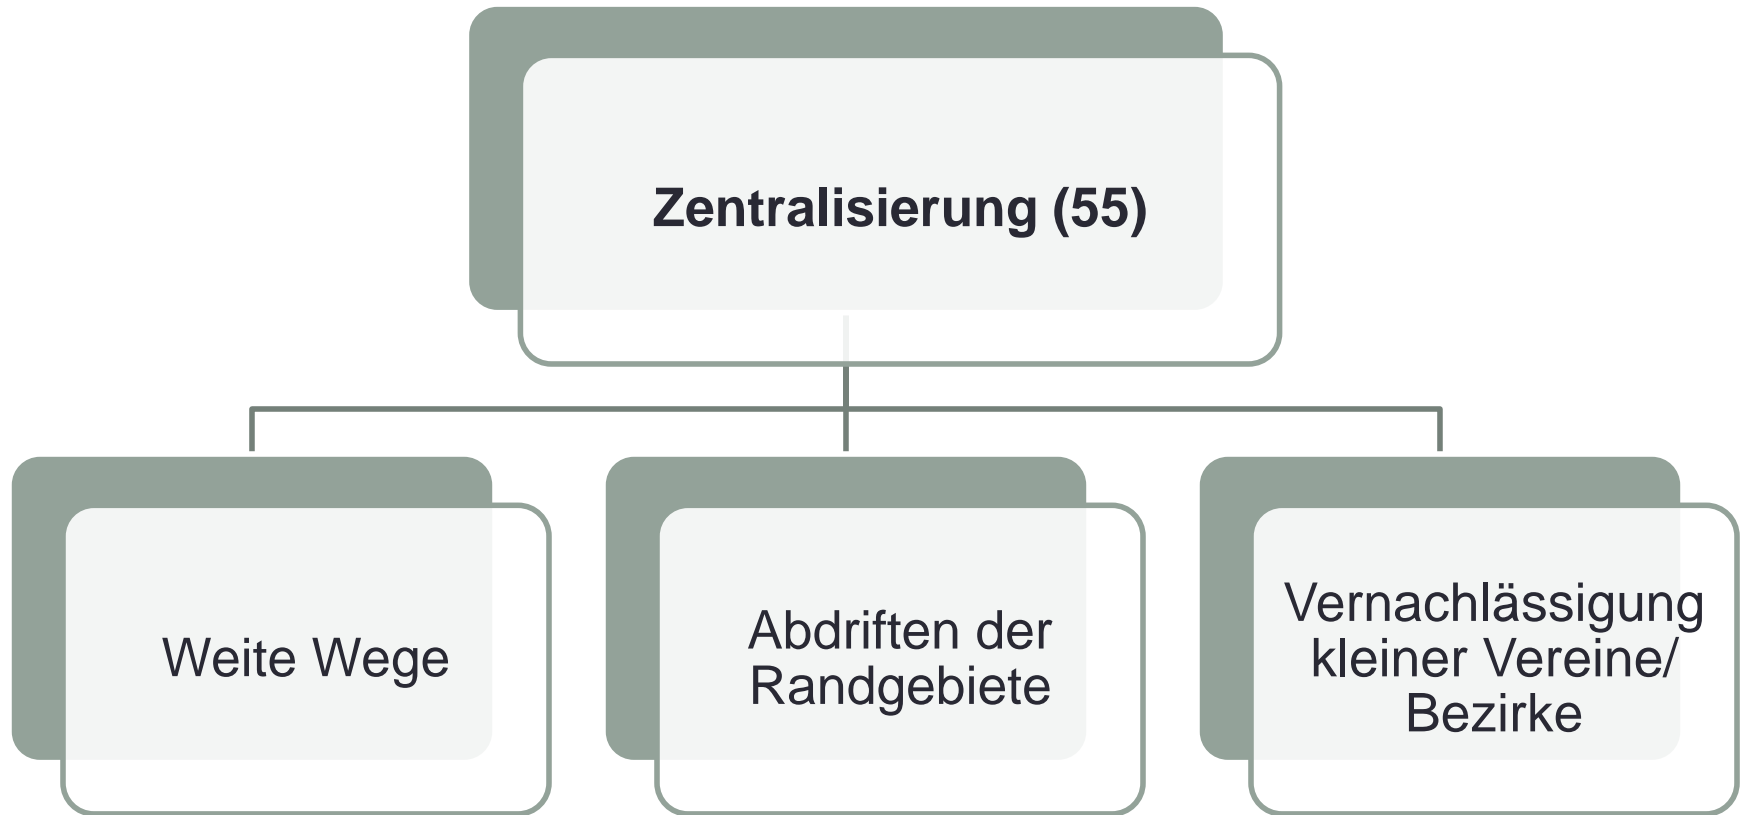 Zentralisierung (55)
Weite Wege
Abdriften der
Randgebiete
Vernachlässigung
kleiner Vereine/
Bezirke